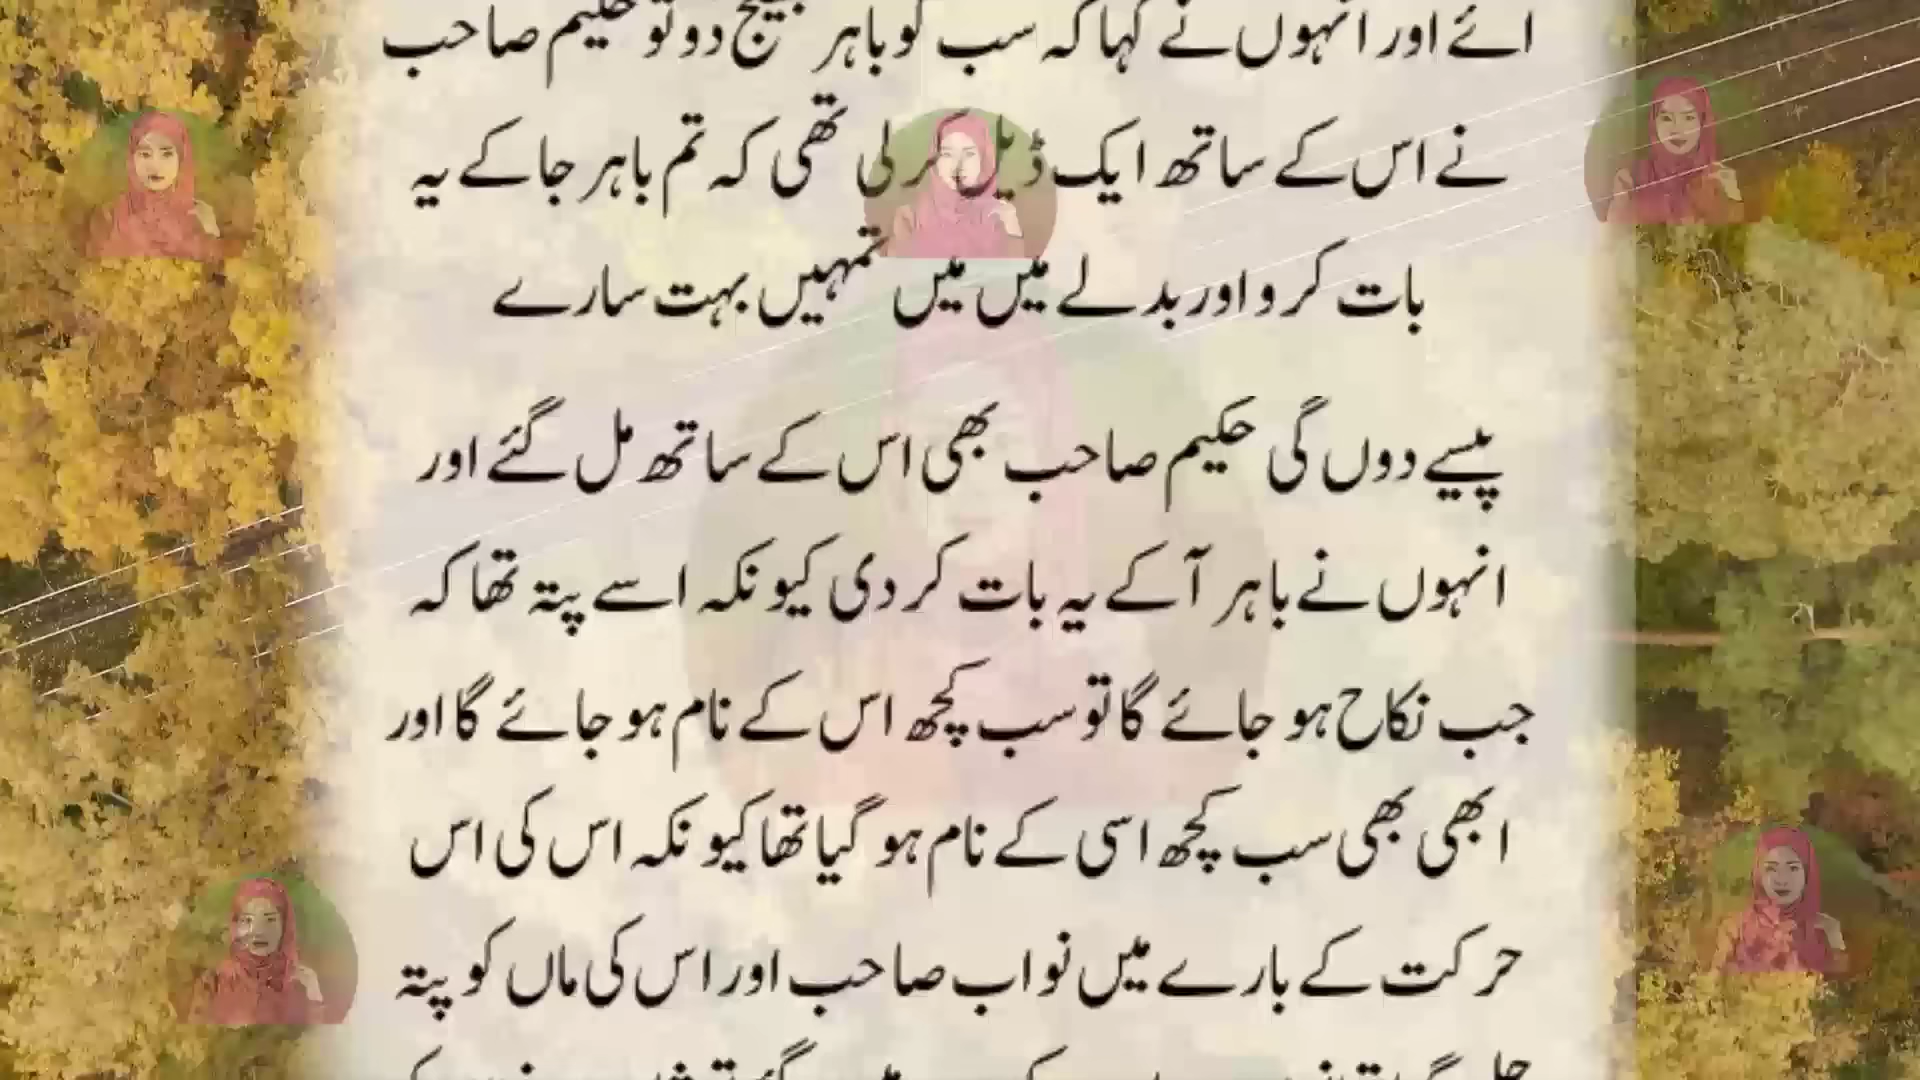 ائے اور انہوں نے کہا کہ سب کو باہر بھیج دو تو حکیم صاحب
نے اس کے ساتھ ایک ڈیل کر لی تھی کہ تم باہر جا کے یہ
بات کرو اور بدلے میں میں تمہیں بہت سارے
پیسے دوں گی حکیم صاحب بھی اس کے ساتھ مل گئے اور
انہوں نے باہر آ کے یہ بات کر دی کیونکہ اسے پتہ تھا کہ
جب نکاح ہو جائے گا تو سب کچھ اس کے نام ہو جائے گا اور
ابھی بھی سب کچھ اسی کے نام ہو گیا تھا کیونکہ اس کی اس
حرکت کے بارے میں نواب صاحب اور اس کی ماں کو پتہ